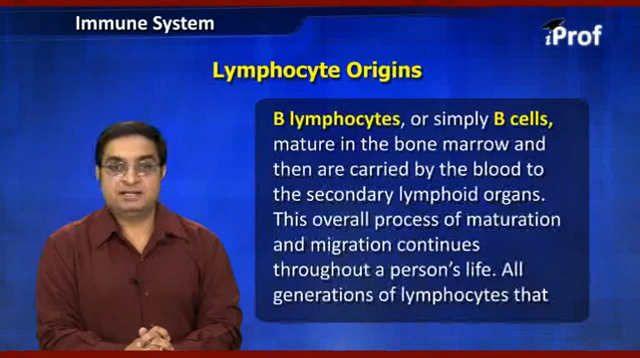 Immune System
iProf
Lymphocyte Origins
B lymphocytes, or simply B cells,
mature in the bone marrow and
then are carried by the blood to
the secondary lymphoid organs.
This overall process of maturation
and migration continues
throughout a person's life. All
generations of lymphocytes that